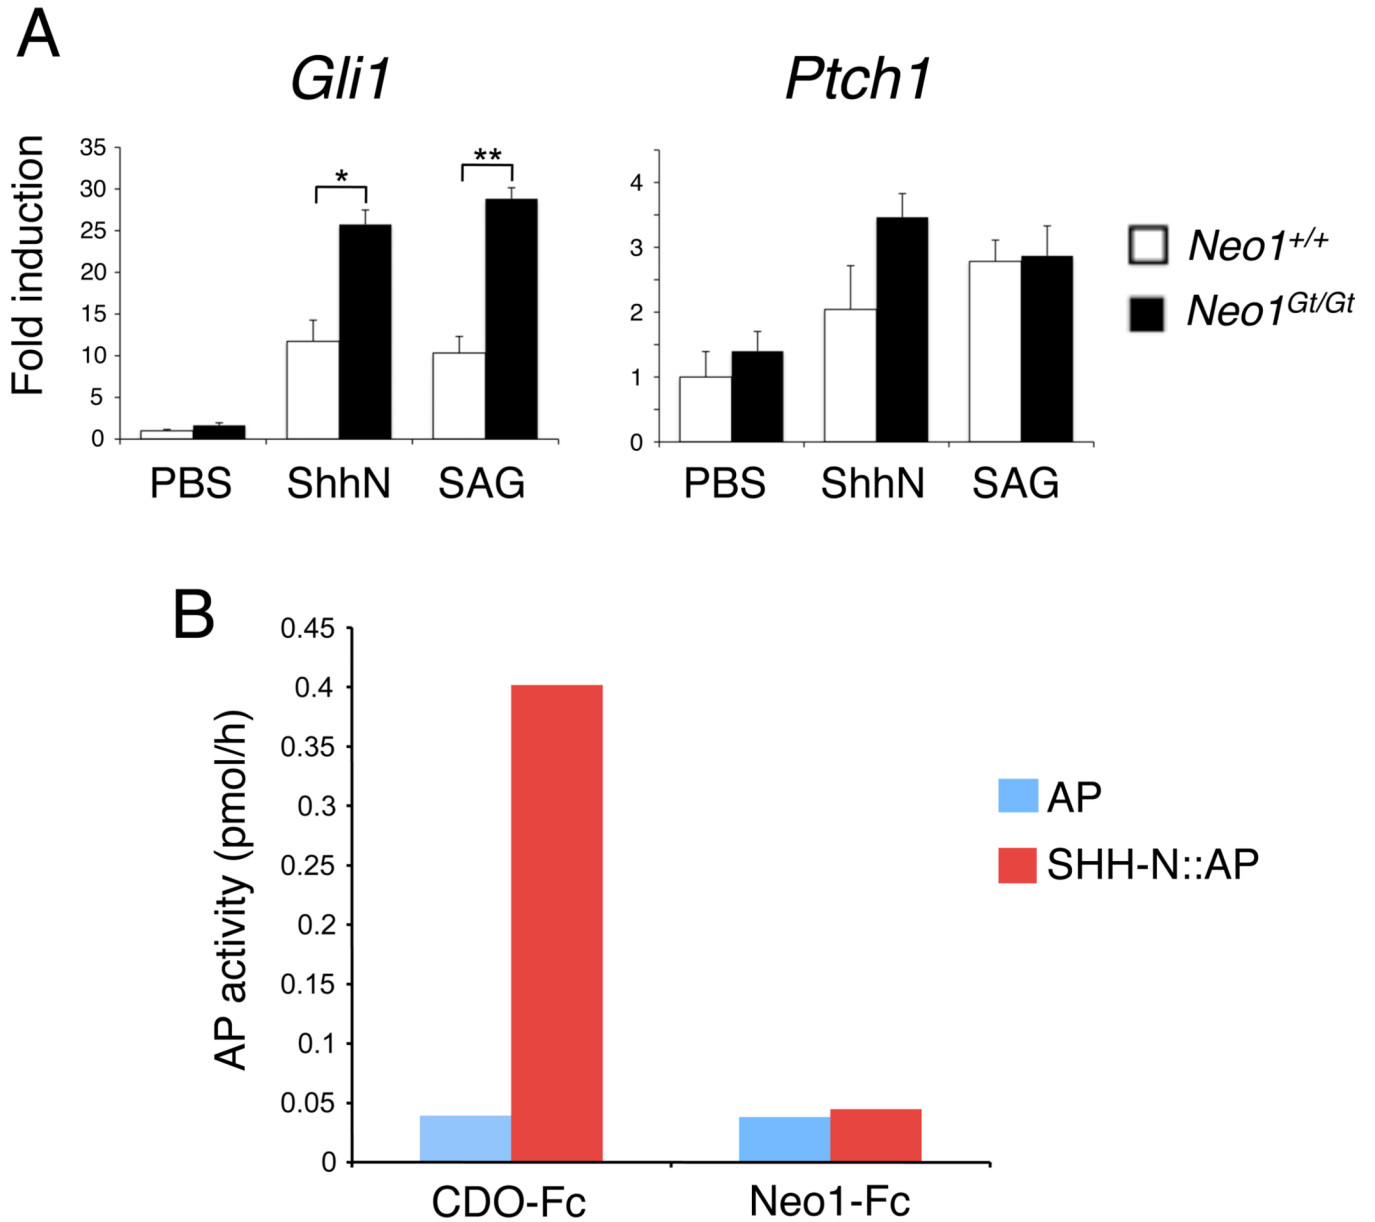 A
Gli1
Ptch1
Fold induction
35
30
25
20
15
10
5
0
*
**
PBS ShhN SAG
4
3
2
1
0
PBS ShhN SAG
Neo1+/+
Neo1Gt/Gt
B
AP activity (pmol/h)
0.45
0.4
0.35
0.3
0.25
0.2
0.15
0.1
0.05
0
CDO-Fc Neo1-Fc
AP
SHH-N::AP